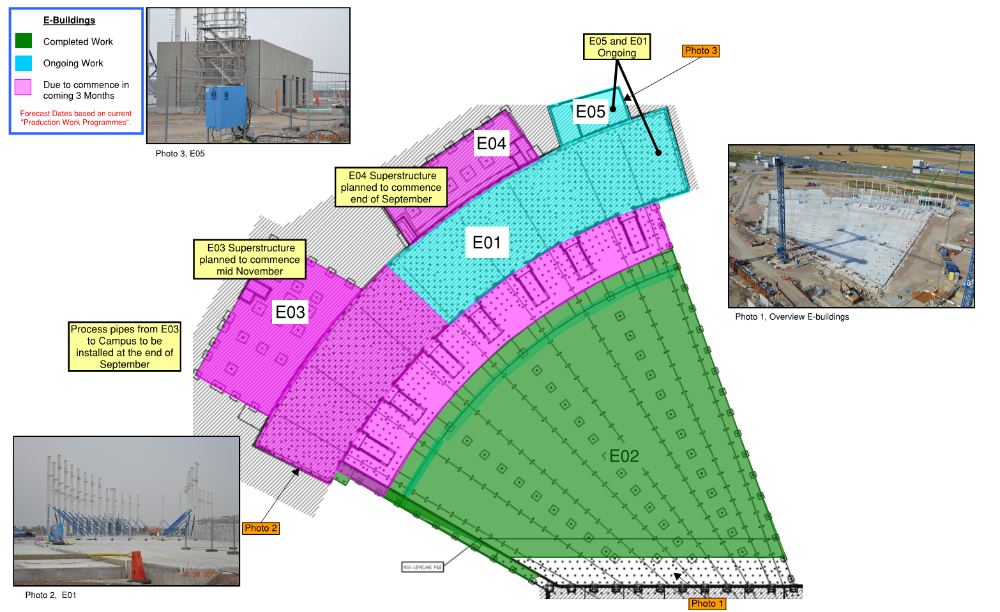 E-Buildings
Completed Work
Ongoing Work
Due to commence in
coming 3 Months
Forecast Dates based on current
"Production Work Programmes".
Photo 3, E05
E05 and E01
Ongoing
Photo 3
E05
E04
E04 Superstructure
planned to commence
end of September
E01
E03 Superstructure
planned to commence
mid November
E03
Process pipes from E03
to Campus to be
installed at the end of
September
Photo 1, Overview E-buildings
E02
Photo 2
NSS LEVELING PILE
Photo 2, E01
Photo 1